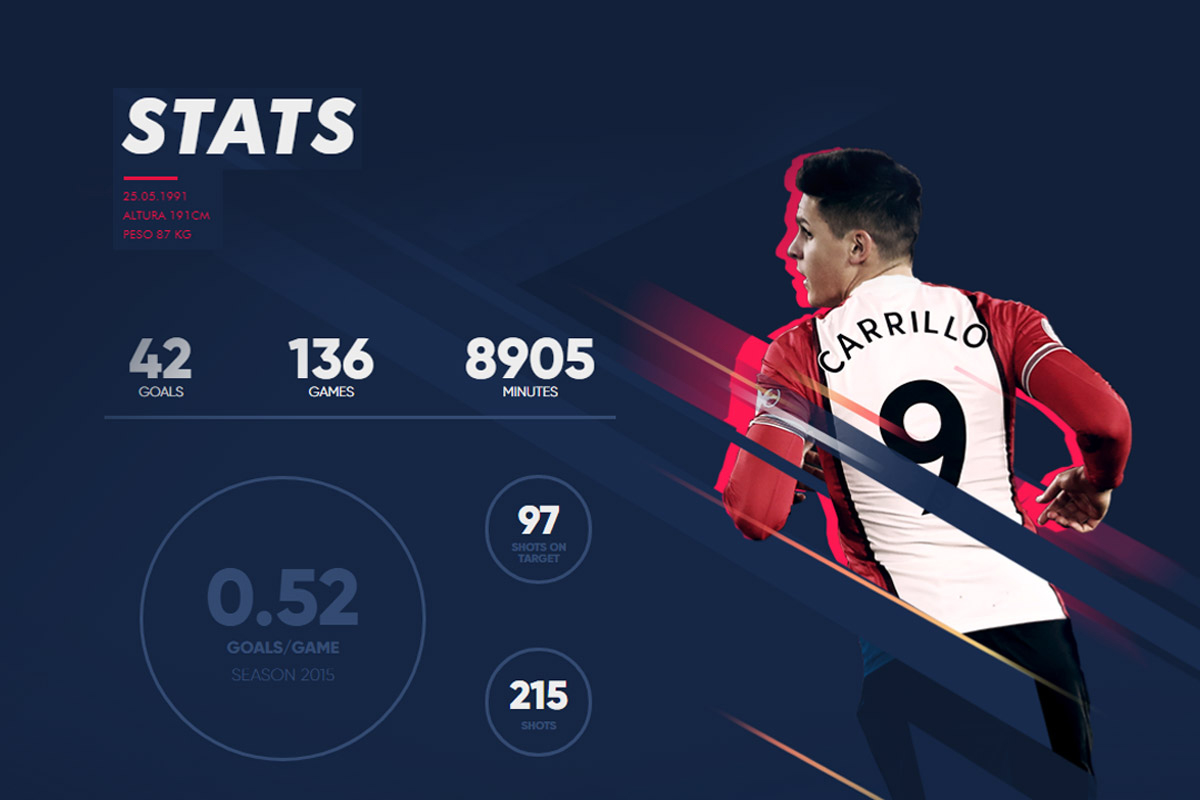 STATS
25.05.1991
ALTURA 191CM
PESO 87 KG
42
GOALS
136
GAMES
8905
MINUTES
0.52
GOALS/GAME
SEASON 2015
97
SHOTS ON
TARGET
215
SHOTS
CARRILLO
9